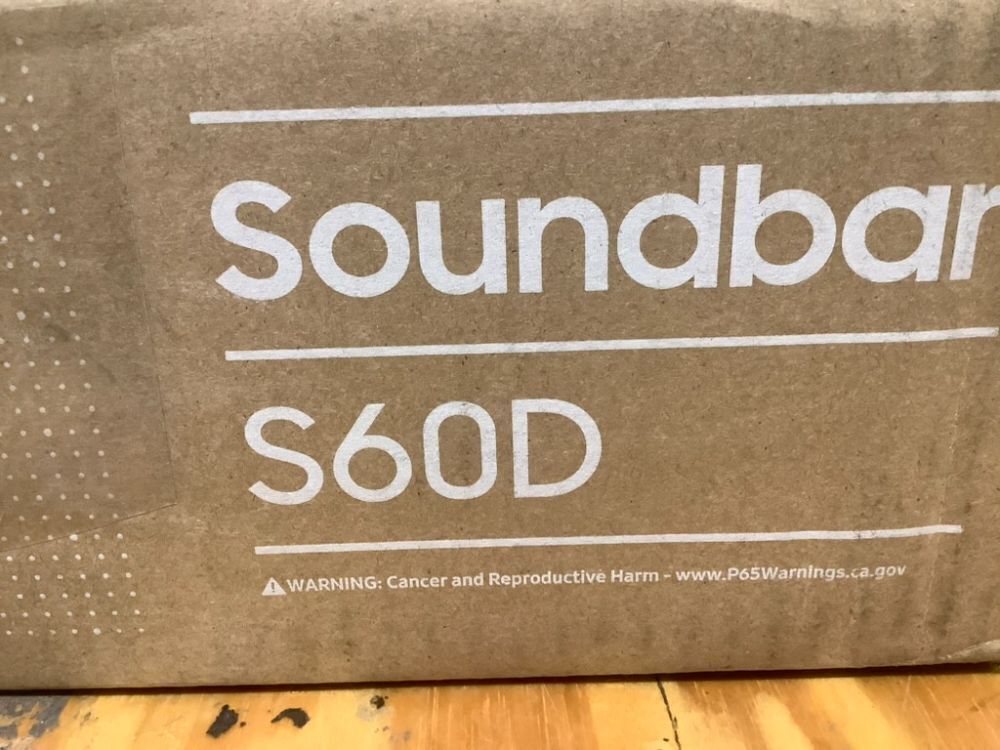 Soundbar
S60D
⚠ WARNING: Cancer and Reproductive Harm - www.P65Warnings.ca.gov